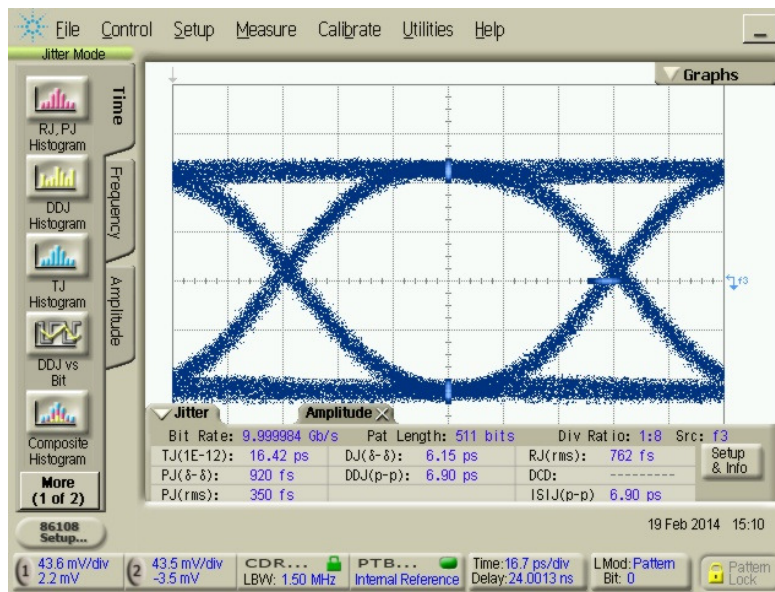 File Control Setup Measure Calibrate Utilities Help
Jitter Mode
Graphs
Time
Frequency
Amplitude
RJ, PJ
Histogram
DDJ
Histogram
TJ
Histogram
DDJ vs
Bit
Composite
Histogram
More
(1 of 2)
86108
Setup...
f3
Jitter Amplitude
Bit Rate: 9.999984 Gb/s Pat Length: 511 bits Div Ratio: 1:8 Src: f3
TJ(1E-12): 16.42 ps DJ(δ-δ): 6.15 ps RJ(rms): 762 fs
PJ(δ-δ): 920 fs DDJ(p-p): 6.90 ps DCD: ---------
PJ(rms): 350 fs ISIJ(p-p) 6.90 ps
Setup
& Info
19 Feb 2014 15:10
1 43.6 mV/div
2.2 mV
2 43.5 mV/div
-3.5 mV
CDR...
LBW: 1.50 MHz
PTB...
Internal Reference
Time:16.7 ps/div
Delay:24.0013 ns
LMod: Pattern
Bit: 0
Pattern
Lock